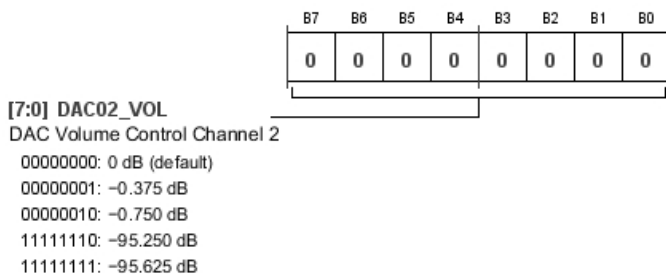 B7 B6 B5 B4 B3 B2 B1 B0
0 0 0 0 0 0 0 0
[7:0] DAC02_VOL
DAC Volume Control Channel 2
00000000: 0 dB (default)
00000001: −0.375 dB
00000010: −0.750 dB
11111110: −95.250 dB
11111111: −95.625 dB